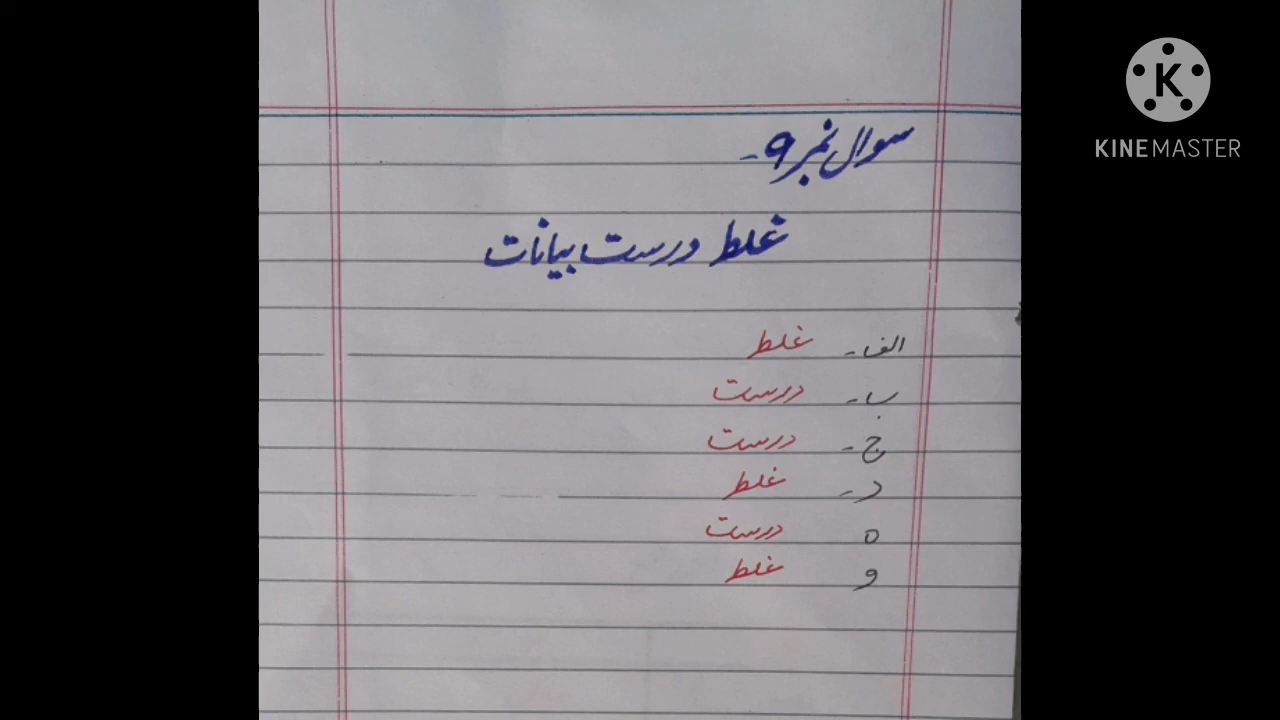 سوال نمبر ۹۔
غلط درست بیانات
الف۔ غلط
ب۔ درست
ج۔ درست
د۔ غلط
ہ درست
و غلط
K
KINEMASTER